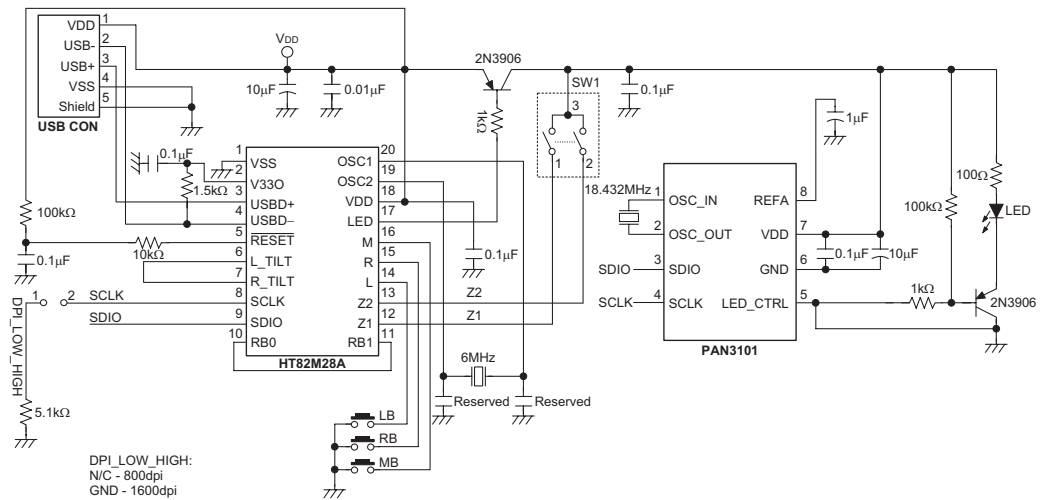 USB CON
VDD 1
USB- 2
USB+ 3
VSS 4
Shield 5
VDD
10μF
0.01μF
2N3906
1kΩ
SW1
3
1
2
0.1μF
1μF
0.1μF
1.5kΩ
100kΩ
0.1μF
10kΩ
1 VSS
2 V33O
3 USBD+
4 USBD−
5 RESET
6 L_TILT
7 R_TILT
8 SCLK
9 SDIO
10 RB0
OSC1 20
OSC2 19
VDD 18
LED 17
M 16
R 15
L 14
Z2 13
Z1 12
RB1 11
HT82M28A
0.1μF
Z2
Z1
1 2 SCLK
SDIO
DPI_LOW_HIGH
5.1kΩ
6MHz
Reserved
Reserved
LB
RB
MB
DPI_LOW_HIGH:
N/C - 800dpi
GND - 1600dpi
18.432MHz
1 OSC_IN
2 OSC_OUT
SDIO 3 SDIO
SCLK 4 SCLK
REFA 8
VDD 7
GND 6
LED_CTRL 5
PAN3101
0.1μF
10μF
100kΩ
100Ω
LED
1kΩ
2N3906